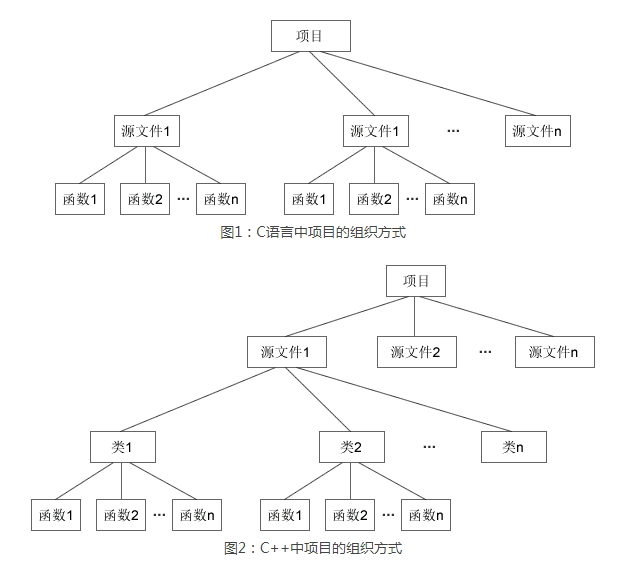 项目
源文件1 源文件1 ... 源文件n
函数1 函数2 ... 函数n 函数1 函数2 ... 函数n
图1：C语言中项目的组织方式
项目
源文件1 源文件2 ... 源文件n
类1 类2 ... 类n
函数1 函数2 ... 函数n 函数1 函数2 ... 函数n
图2：C++中项目的组织方式